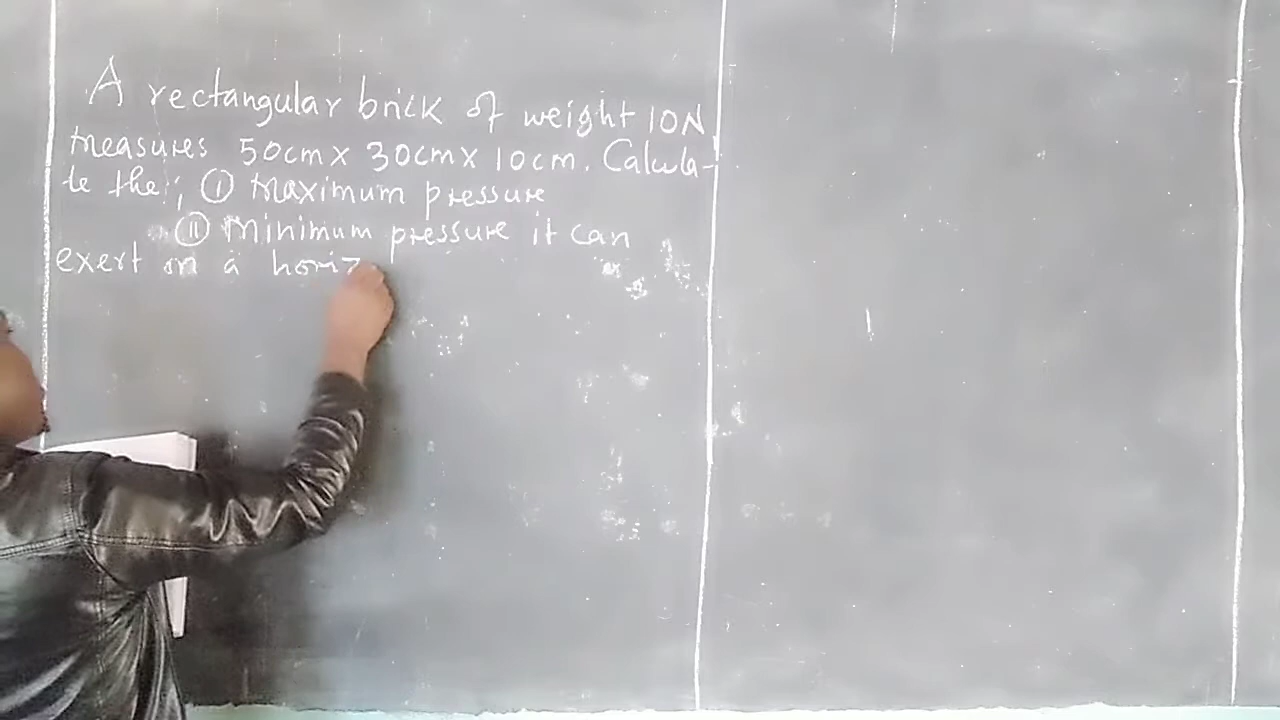 A rectangular brick of weight 10N
measures 50cm x 30cm x 10cm. Calcula-
te the; (i) Maximum pressure
(ii) Minimum pressure it can
exert on a horiz